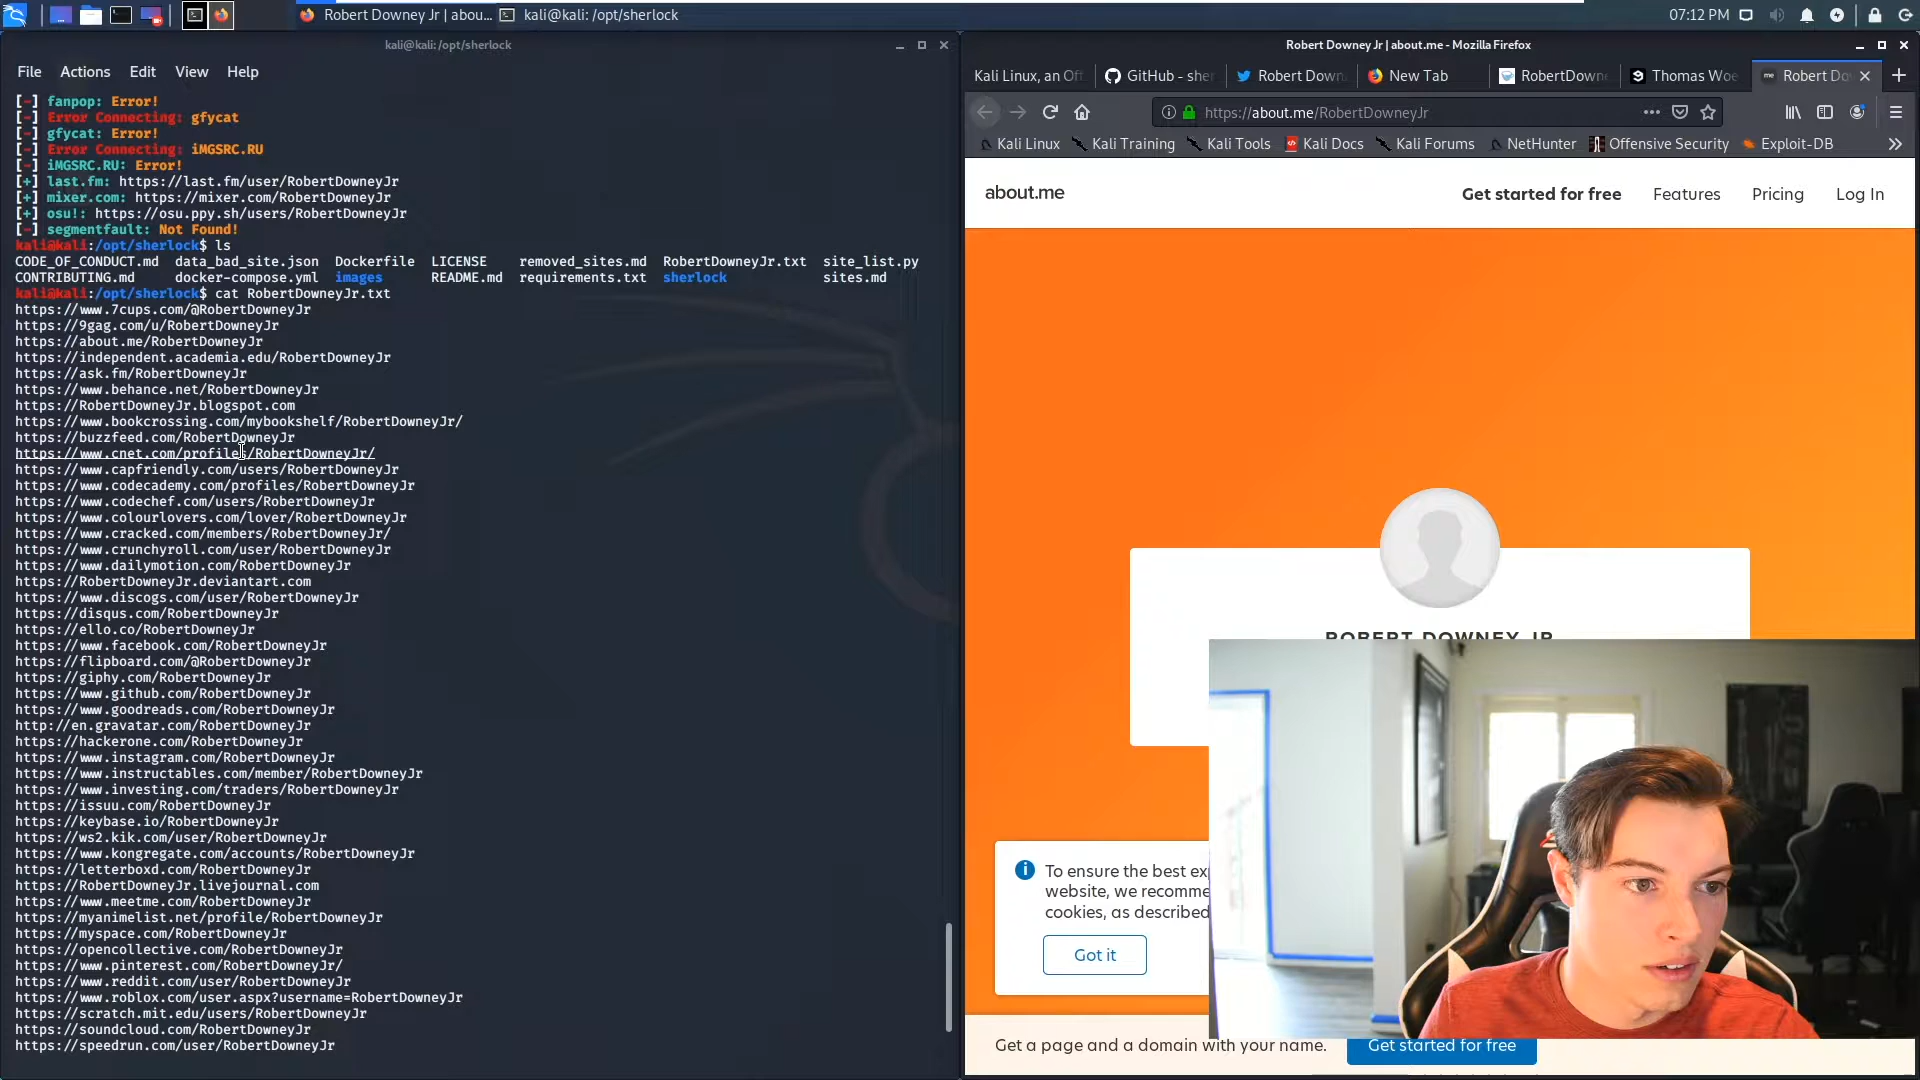 Robert Downey Jr | abou...
kali@kali: /opt/sherlock
07:12 PM
kali@kali:/opt/sherlock
File Actions Edit View Help
[-] fanpop: Error!
[-] Error Connecting: gfycat
[-] gfycat: Error!
[-] Error Connecting: iMGSRC.RU
[-] iMGSRC.RU: Error!
[+] last.fm: https://last.fm/user/RobertDowneyJr
[+] mixer.com: https://mixer.com/RobertDowneyJr
[+] osu!: https://osu.ppy.sh/users/RobertDowneyJr
[-] segmentfault: Not Found!
kali@kali:/opt/sherlock$ ls
CODE_OF_CONDUCT.md data_bad_site.json Dockerfile LICENSE removed_sites.md RobertDowneyJr.txt site_list.py
CONTRIBUTING.md docker-compose.yml images README.md requirements.txt sherlock sites.md
kali@kali:/opt/sherlock$ cat RobertDowneyJr.txt
https://www.7cups.com/@RobertDowneyJr
https://9gag.com/u/RobertDowneyJr
https://about.me/RobertDowneyJr
https://independent.academia.edu/RobertDowneyJr
https://ask.fm/RobertDowneyJr
https://www.behance.net/RobertDowneyJr
https://RobertDowneyJr.blogspot.com
https://www.bookcrossing.com/mybookshelf/RobertDowneyJr/
https://buzzfeed.com/RobertDowneyJr
https://www.cnet.com/profiles/RobertDowneyJr/
https://www.capfriendly.com/users/RobertDowneyJr
https://www.codecademy.com/profiles/RobertDowneyJr
https://www.codechef.com/users/RobertDowneyJr
https://www.colourlovers.com/lover/RobertDowneyJr
https://www.cracked.com/members/RobertDowneyJr/
https://www.crunchyroll.com/user/RobertDowneyJr
https://www.dailymotion.com/RobertDowneyJr
https://RobertDowneyJr.deviantart.com
https://www.discogs.com/user/RobertDowneyJr
https://disqus.com/RobertDowneyJr
https://ello.co/RobertDowneyJr
https://www.facebook.com/RobertDowneyJr
https://flipboard.com/@RobertDowneyJr
https://giphy.com/RobertDowneyJr
https://www.github.com/RobertDowneyJr
https://www.goodreads.com/RobertDowneyJr
http://en.gravatar.com/RobertDowneyJr
https://hackerone.com/RobertDowneyJr
https://www.instagram.com/RobertDowneyJr
https://www.instructables.com/member/RobertDowneyJr
https://www.investing.com/traders/RobertDowneyJr
https://issuu.com/RobertDowneyJr
https://keybase.io/RobertDowneyJr
https://ws2.kik.com/user/RobertDowneyJr
https://www.kongregate.com/accounts/RobertDowneyJr
https://letterboxd.com/RobertDowneyJr
https://RobertDowneyJr.livejournal.com
https://www.meetme.com/RobertDowneyJr
https://myanimelist.net/profile/RobertDowneyJr
https://myspace.com/RobertDowneyJr
https://opencollective.com/RobertDowneyJr
https://www.pinterest.com/RobertDowneyJr/
https://www.reddit.com/user/RobertDowneyJr
https://www.roblox.com/user.aspx?username=RobertDowneyJr
https://scratch.mit.edu/users/RobertDowneyJr
https://soundcloud.com/RobertDowneyJr
https://speedrun.com/user/RobertDowneyJr
Robert Downey Jr | about.me - Mozilla Firefox
Kali Linux, an Of
GitHub - she
Robert Down
New Tab
RobertDowne
Thomas Woe
me Robert Do
https://about.me/RobertDowneyJr
Kali Linux Kali Training Kali Tools Kali Docs Kali Forums NetHunter Offensive Security Exploit-DB
about.me
Get started for free Features Pricing Log In
ROBERT DOWNEY JR
To ensure the best exp
website, we recomme
cookies, as described
Got it
Get a page and a domain with your name.
Get started for free